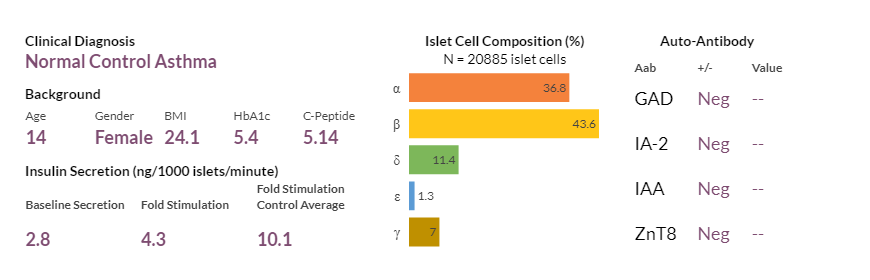 Clinical Diagnosis
Normal Control Asthma
Background
Age Gender BMI HbA1c C-Peptide
14 Female 24.1 5.4 5.14
Insulin Secretion (ng/1000 islets/minute)
Baseline Secretion Fold Stimulation Fold Stimulation Control Average
2.8 4.3 10.1
Islet Cell Composition (%)
N = 20885 islet cells
α 36.8
β 43.6
δ 11.4
ε 1.3
γ 7
Auto-Antibody
Aab +/- Value
GAD Neg --
IA-2 Neg --
IAA Neg --
ZnT8 Neg --